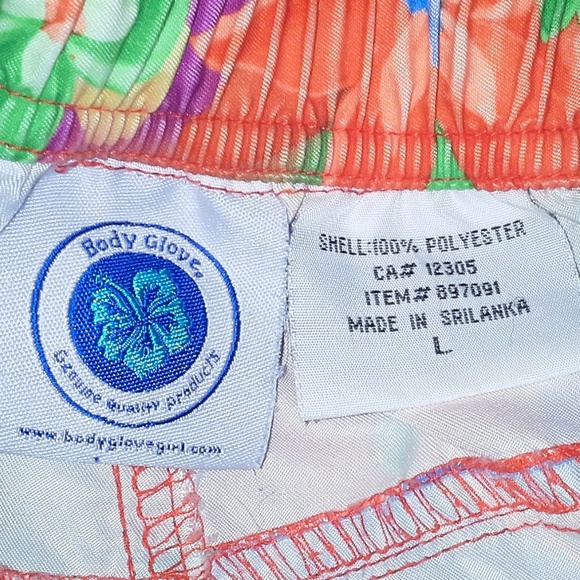 Body Glove®
Genuine quality products
www.bodyglovegirl.com
SHELL:100% POLYESTER
CA# 12305
ITEM# 897091
MADE IN SRILANKA
L.